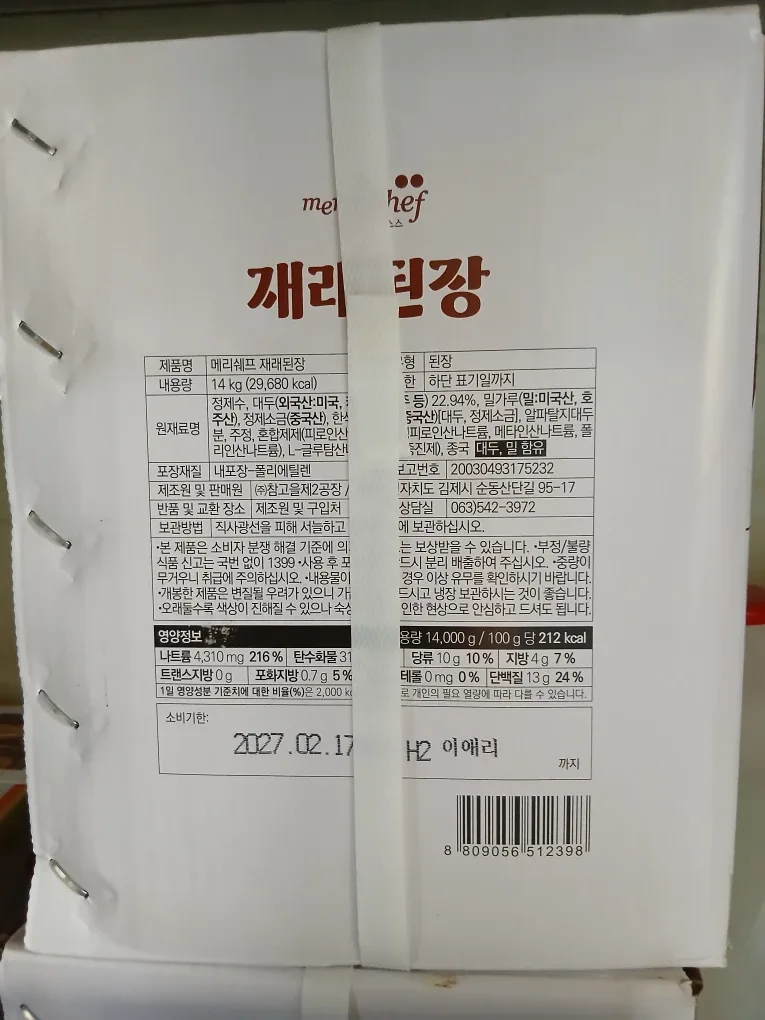 mer hef
소스
재래된장
제품명 메리쉐프 재래된장 형 된장
내용량 14 kg (29,680 kcal) 한 하단 표기일까지
원재료명
정제수, 대두(외국산:미국, 등) 22.94%, 밀가루(밀:미국산, 호
주산), 정제소금(중국산), 한식 중국산)(대두, 정제소금), 알파탈지대두
분, 주정, 혼합제제(피로인산 피로인산나트륨, 메타인산나트륨, 폴
리인산나트륨), L-글루탐산나 증진제), 종국 대두, 밀 함유
포장재질 내포장-폴리에틸렌 보고번호 20030493175232
제조원 및 판매원 ㈜참고을제2공장 / 자치도 김제시 순동산단길 95-17
반품 및 교환 장소 제조원 및 구입처 상담실 063)542-3972
보관방법 직사광선을 피해 서늘하고 에 보관하십시오.
•본 제품은 소비자 분쟁 해결 기준에 의 는 보상받을 수 있습니다. •부정/불량
식품 신고는 국번 없이 1399 •사용 후 포 드시 분리 배출하여 주십시오. •중량이
무거우니 취급에 주의하십시오. •내용물이 경우 이상 유무를 확인하시기 바랍니다.
•개봉한 제품은 변질될 우려가 있으니 가 드시고 냉장 보관하시는 것이 좋습니다.
•오래둘수록 색상이 진해질 수 있으나 숙성 인한 현상으로 안심하고 드셔도 됩니다.
영양정보 용량 14,000 g / 100 g 당 212 kcal
나트륨 4,310 mg 216 % 탄수화물 31 당류 10 g 10 % 지방 4 g 7 %
트랜스지방 0 g 포화지방 0.7 g 5 % 테롤 0 mg 0 % 단백질 13 g 24 %
1일 영양성분 기준치에 대한 비율(%)은 2,000 kc 로 개인의 필요 열량에 따라 다를 수 있습니다.
소비기한:
2027.02.17 H2 이애리
까지
8 809056 512398